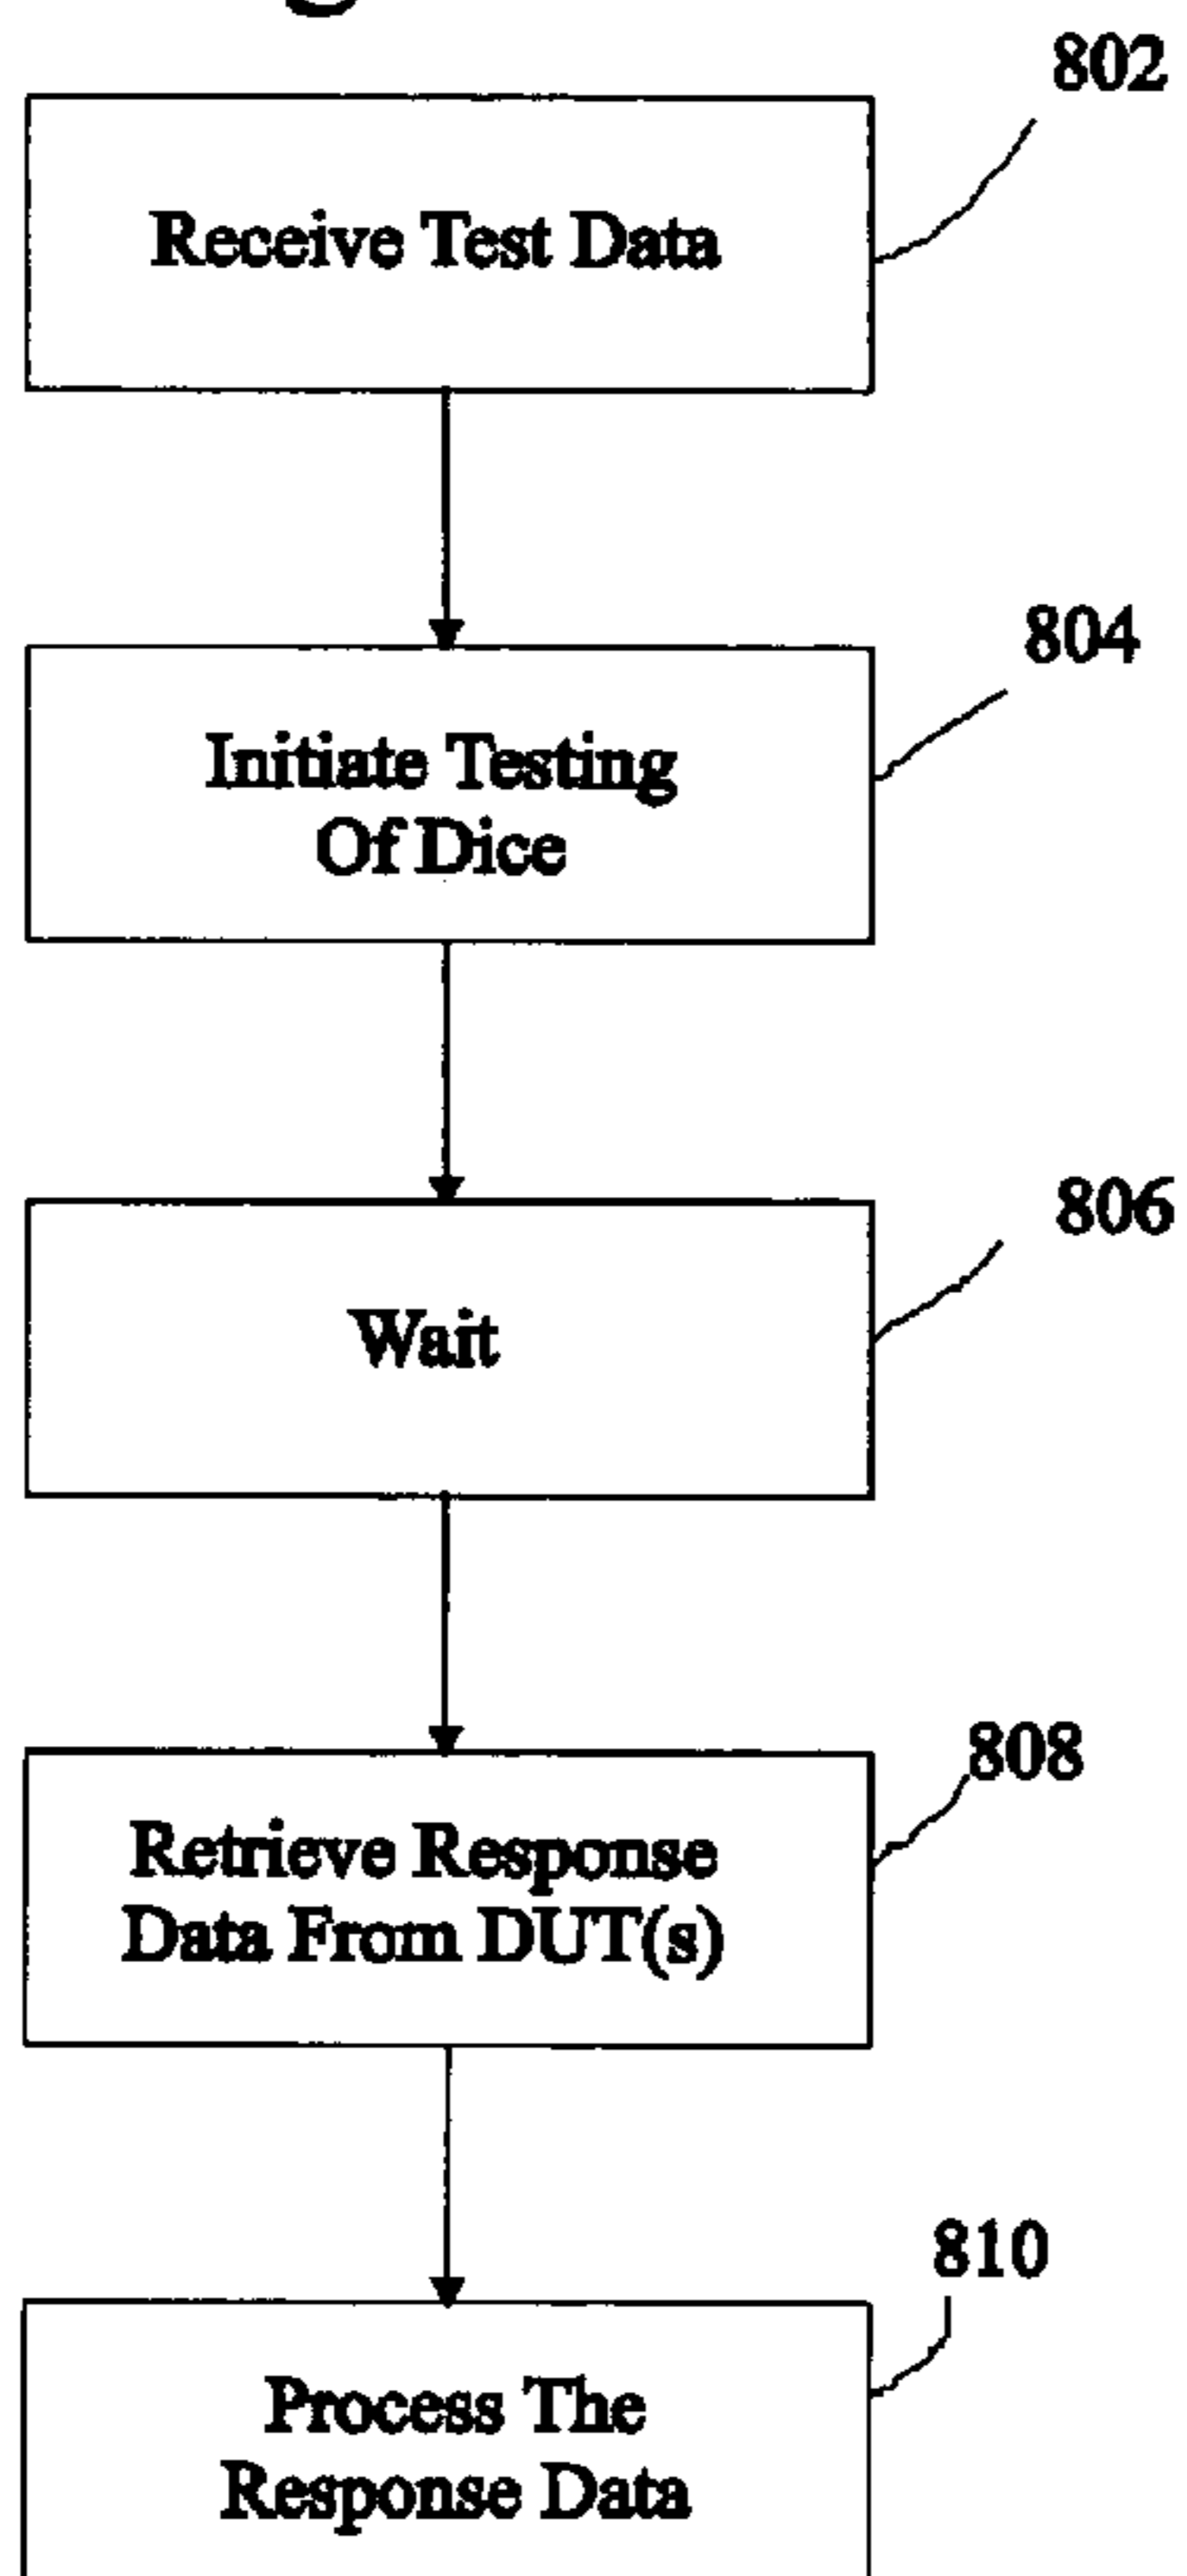 802
Receive Test Data
804
Initiate Testing
Of Dice
806
Wait
808
Retrieve Response
Data From DUT(s)
810
Process The
Response Data